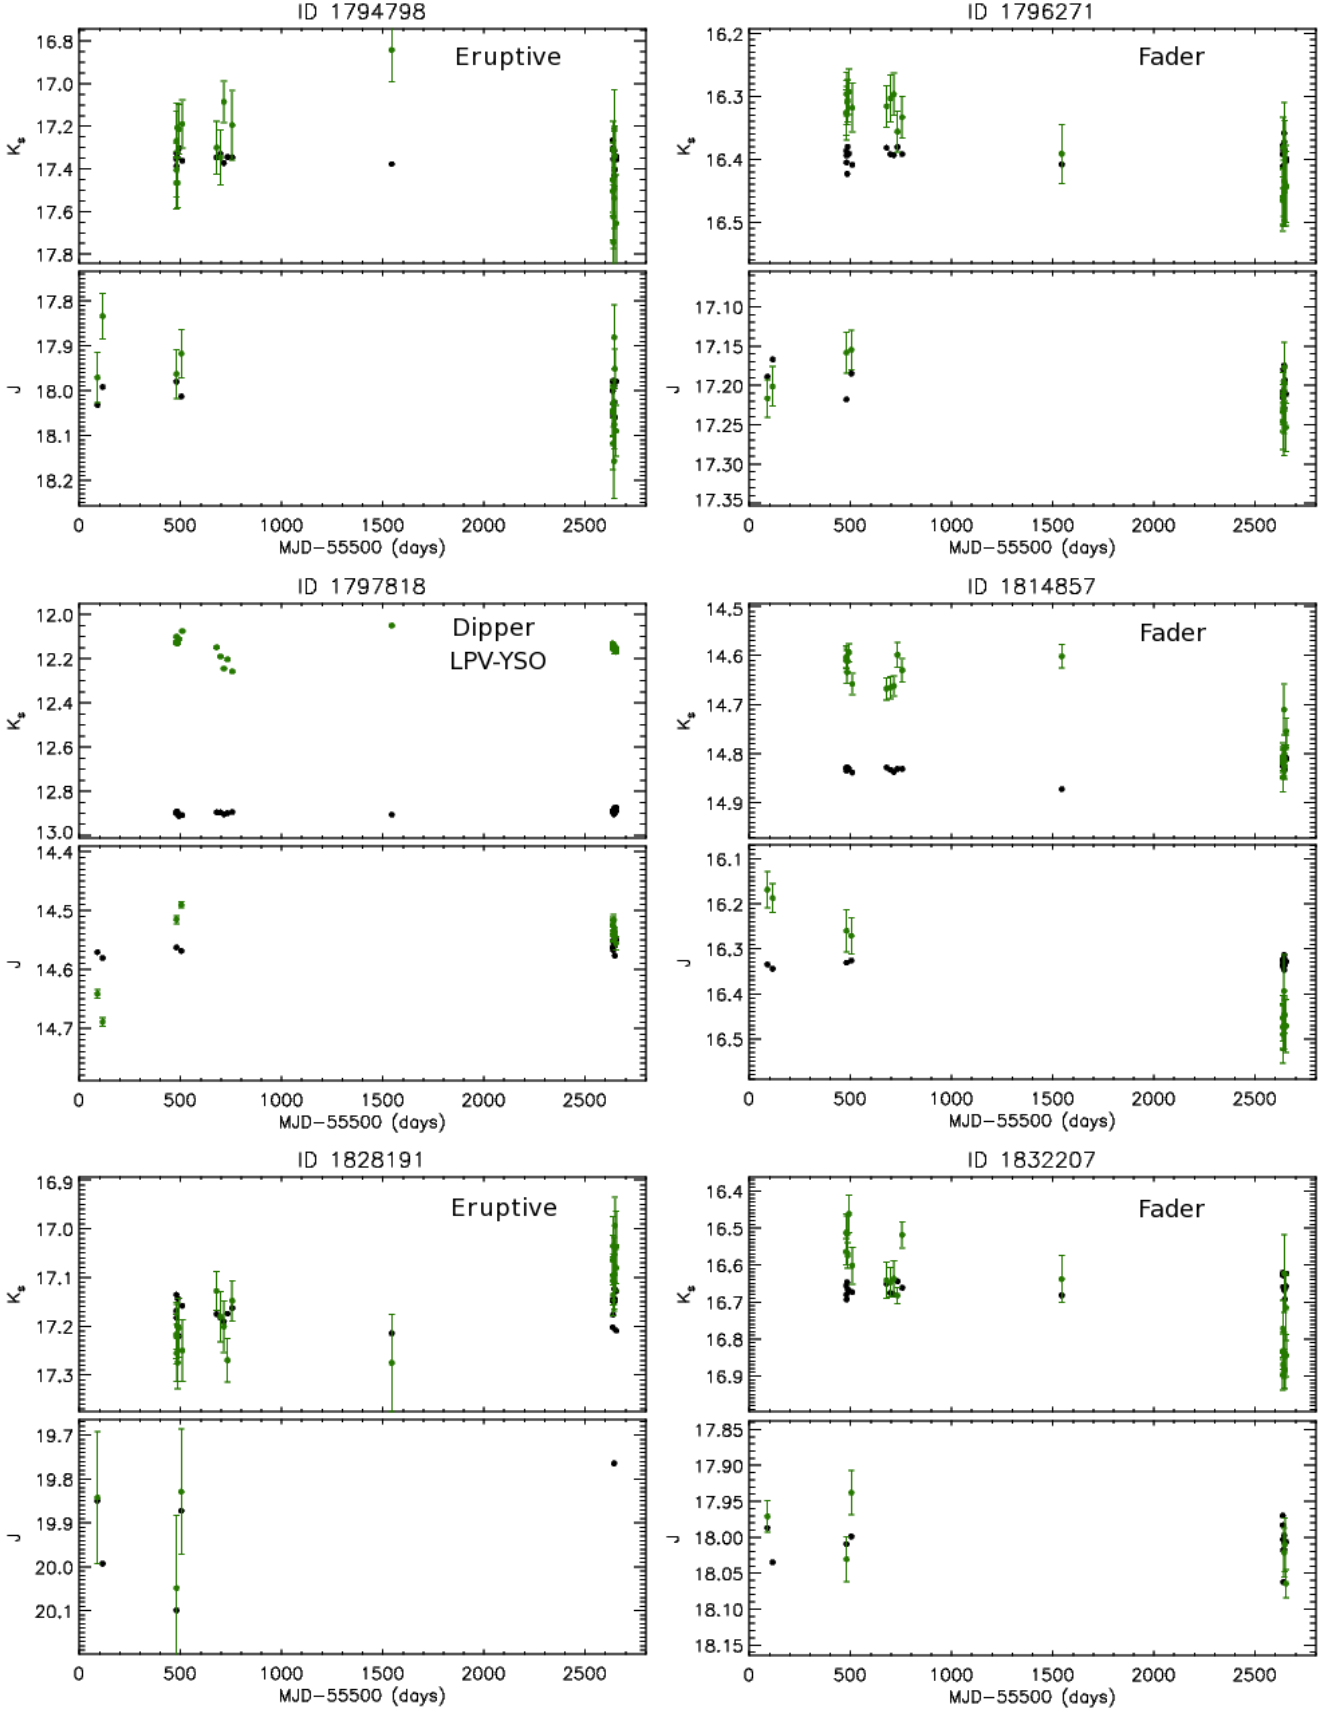 ID 1794798
Eruptive
16.8
17.0
17.2
17.4
17.6
17.8
Ks
17.8
17.9
18.0
18.1
18.2
J
0 500 1000 1500 2000 2500
MJD-55500 (days)
ID 1796271
Fader
16.2
16.3
16.4
16.5
Ks
17.10
17.15
17.20
17.25
17.30
17.35
J
0 500 1000 1500 2000 2500
MJD-55500 (days)
ID 1797818
Dipper
LPV-YSO
12.0
12.2
12.4
12.6
12.8
13.0
Ks
14.4
14.5
14.6
14.7
J
0 500 1000 1500 2000 2500
MJD-55500 (days)
ID 1814857
Fader
14.5
14.6
14.7
14.8
14.9
Ks
16.1
16.2
16.3
16.4
16.5
J
0 500 1000 1500 2000 2500
MJD-55500 (days)
ID 1828191
Eruptive
16.9
17.0
17.1
17.2
17.3
Ks
19.7
19.8
19.9
20.0
20.1
J
0 500 1000 1500 2000 2500
MJD-55500 (days)
ID 1832207
Fader
16.4
16.5
16.6
16.7
16.8
16.9
Ks
17.85
17.90
17.95
18.00
18.05
18.10
18.15
J
0 500 1000 1500 2000 2500
MJD-55500 (days)